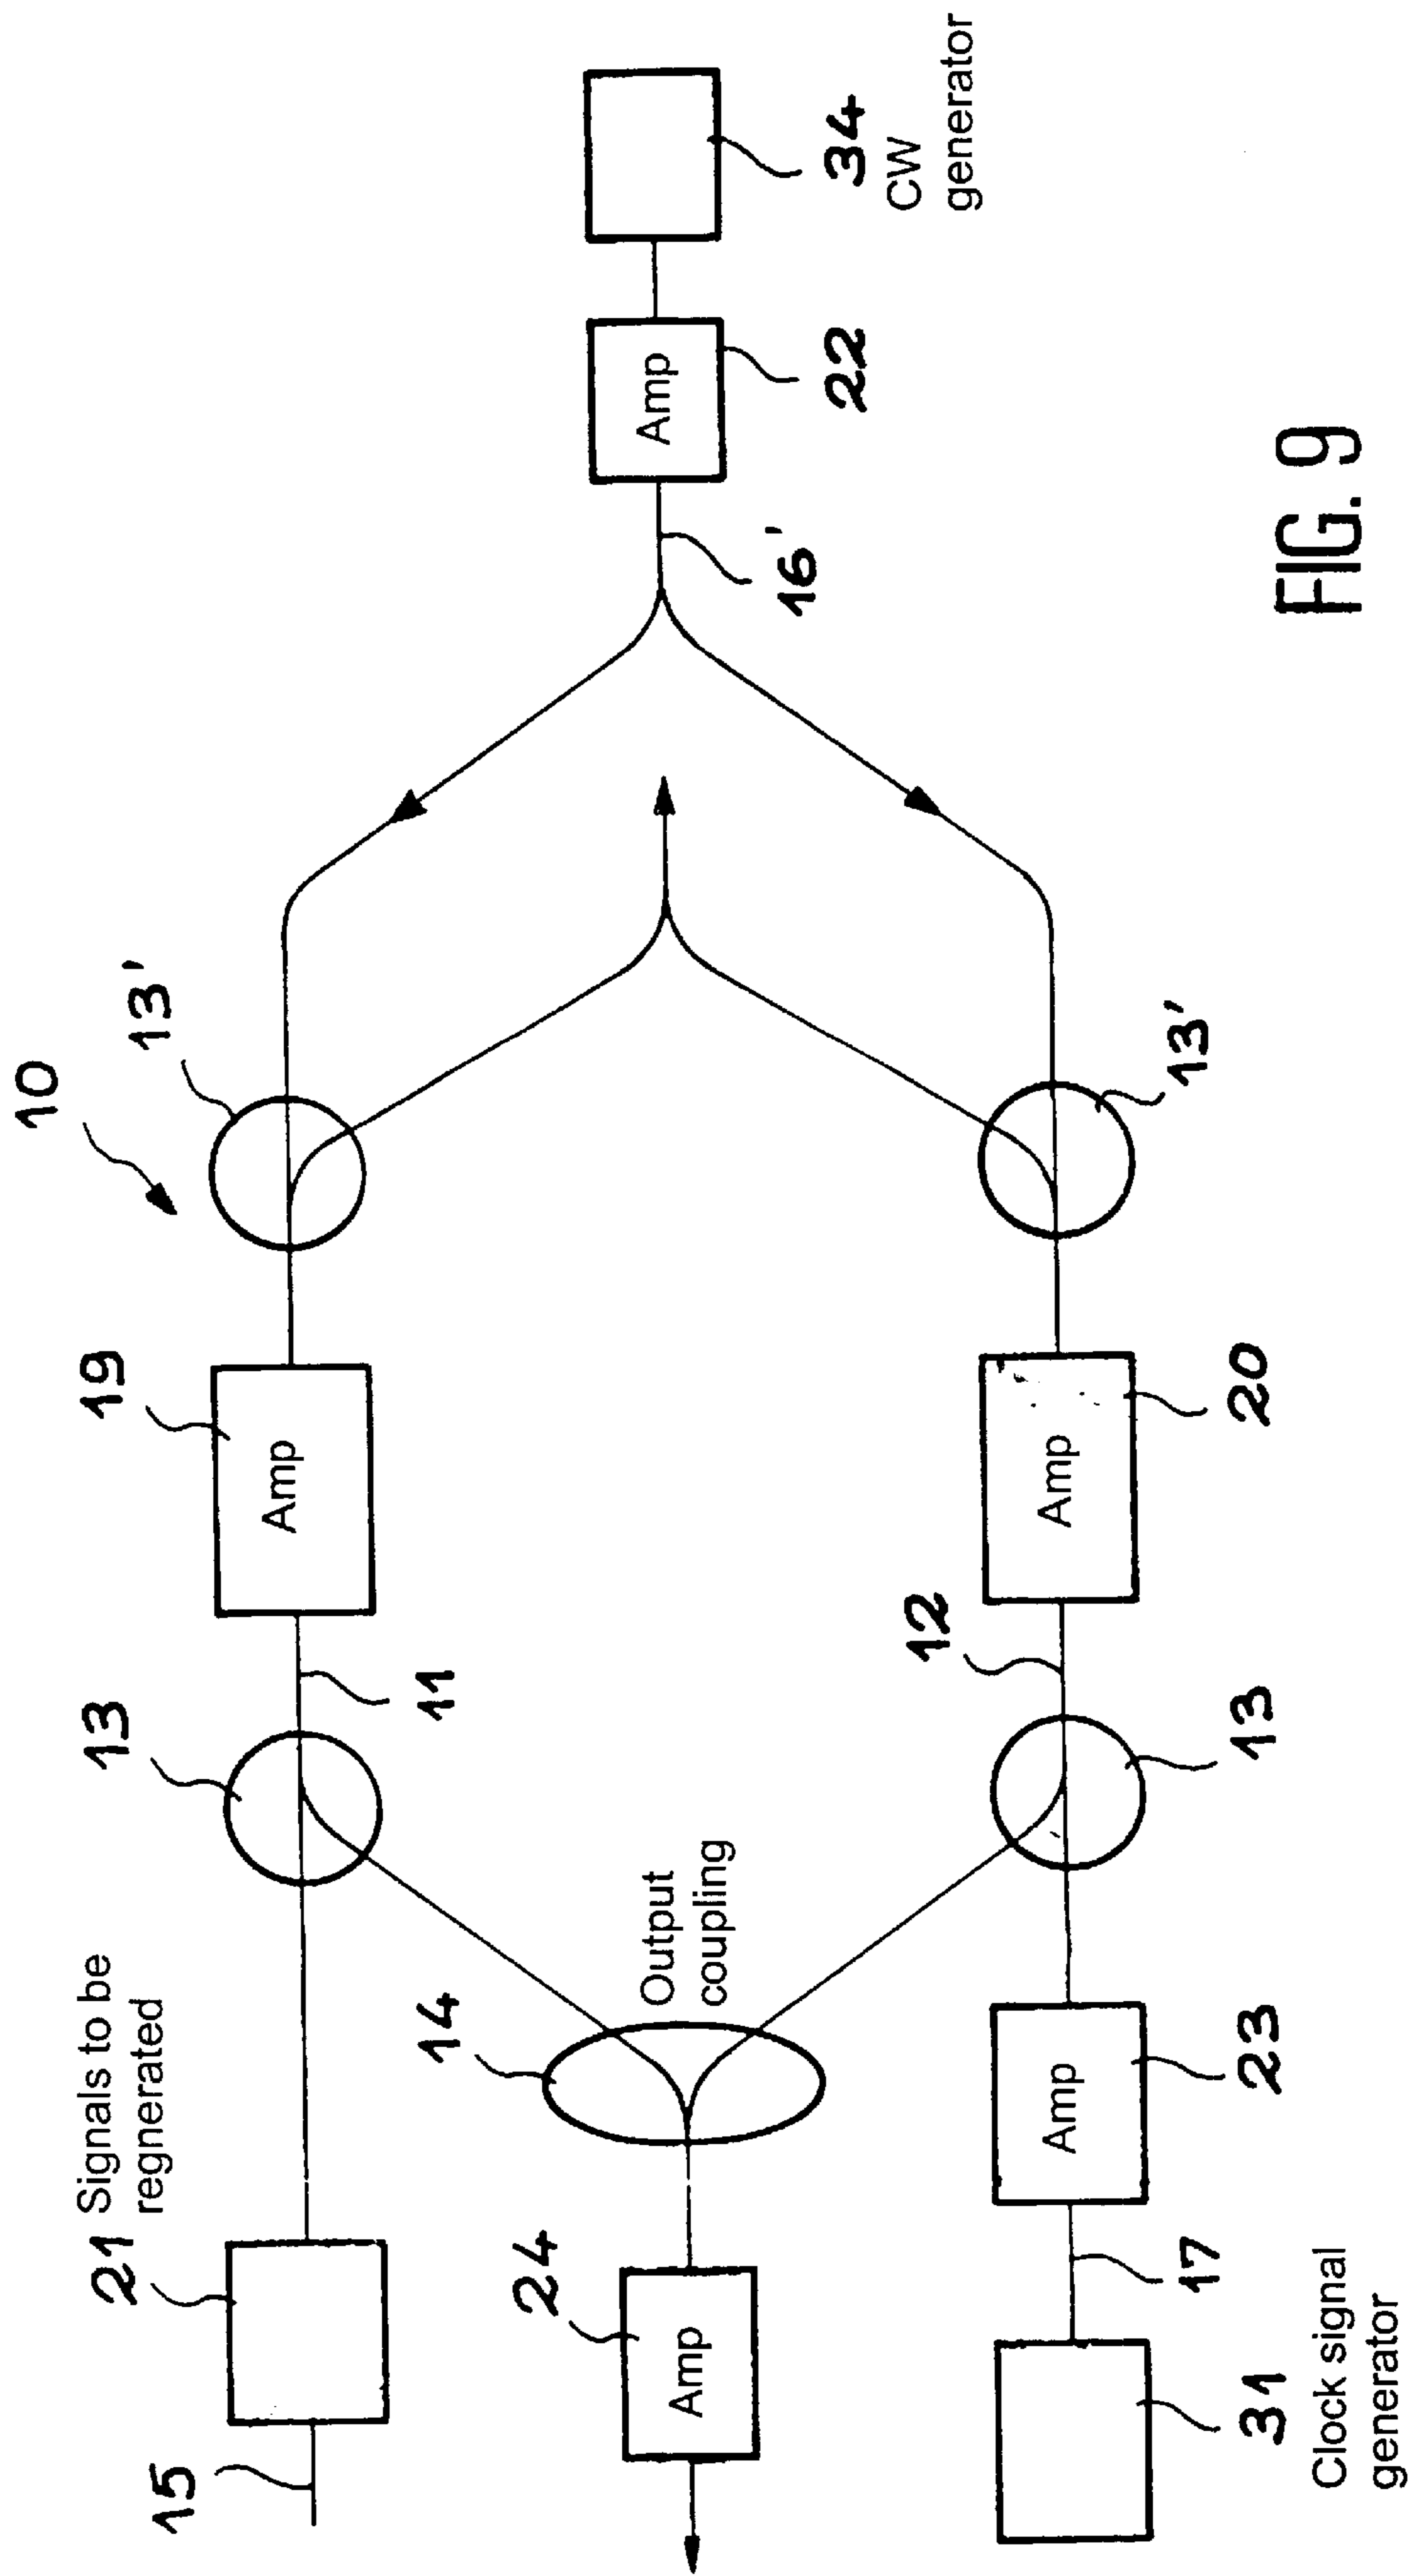 10
13'
19
Amp
13
11
21
Signals to be
regnerated
15
34
CW
generator
22
Amp
16'
14
Output
coupling
24
Amp
13'
20
Amp
12
13
23
Amp
17
31
Clock signal
generator
FIG. 9